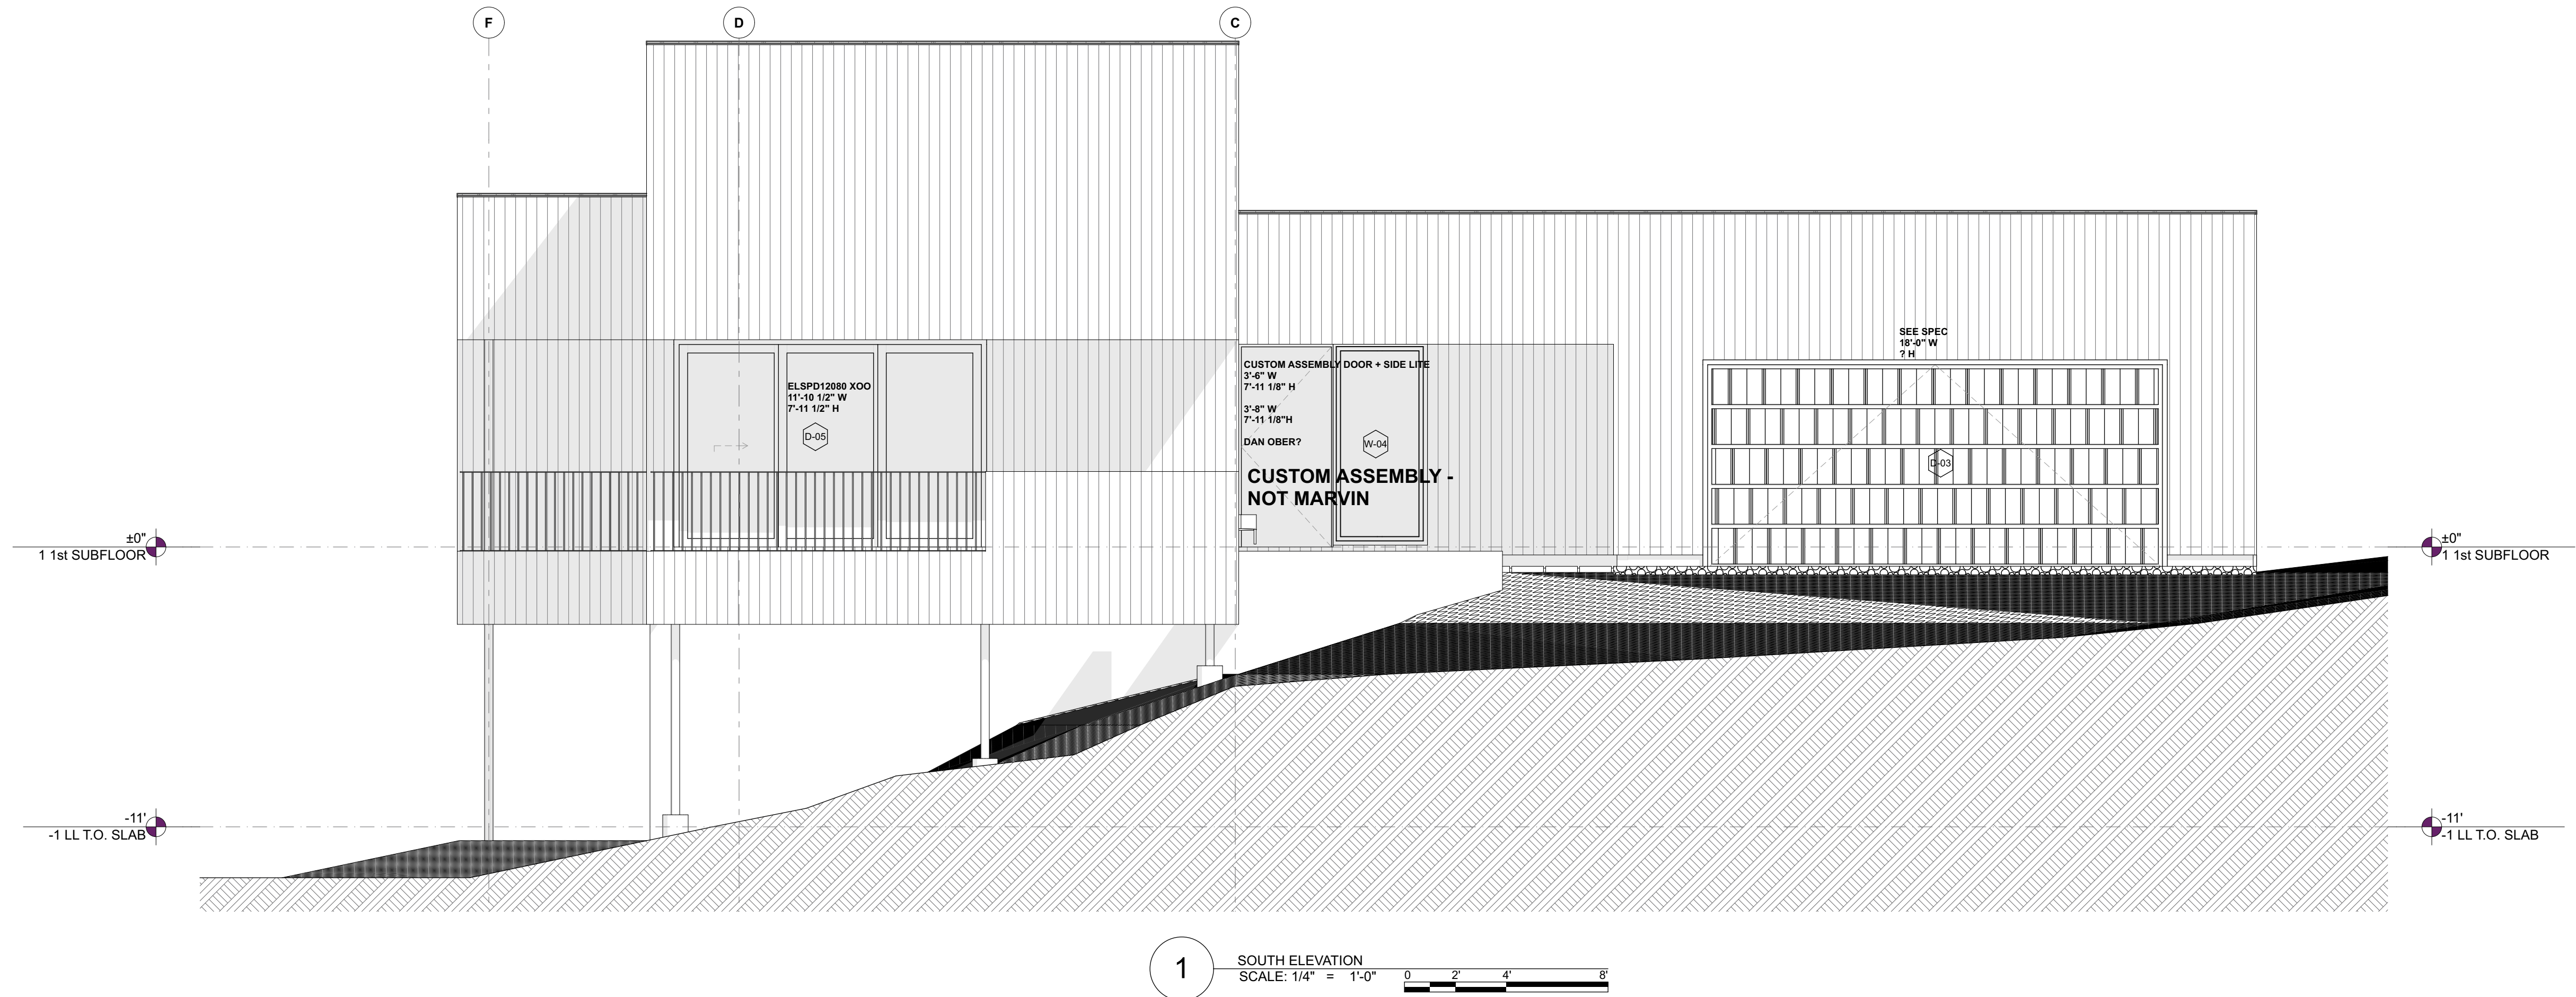 F
D
C
SEE SPEC
18'-0" W
? H
CUSTOM ASSEMBLY DOOR + SIDE LITE
3'-6" W
7'-11 1/8" H
3'-8" W
7'-11 1/8"H
DAN OBER?
ELSPD12080 XOO
11'-10 1/2" W
7'-11 1/2" H
D-05
W-04
D-03
CUSTOM ASSEMBLY -
NOT MARVIN
±0"
1 1st SUBFLOOR
±0"
1 1st SUBFLOOR
-11'
-1 LL T.O. SLAB
-11'
-1 LL T.O. SLAB
1
SOUTH ELEVATION
SCALE: 1/4" = 1'-0"
0 2' 4' 8'